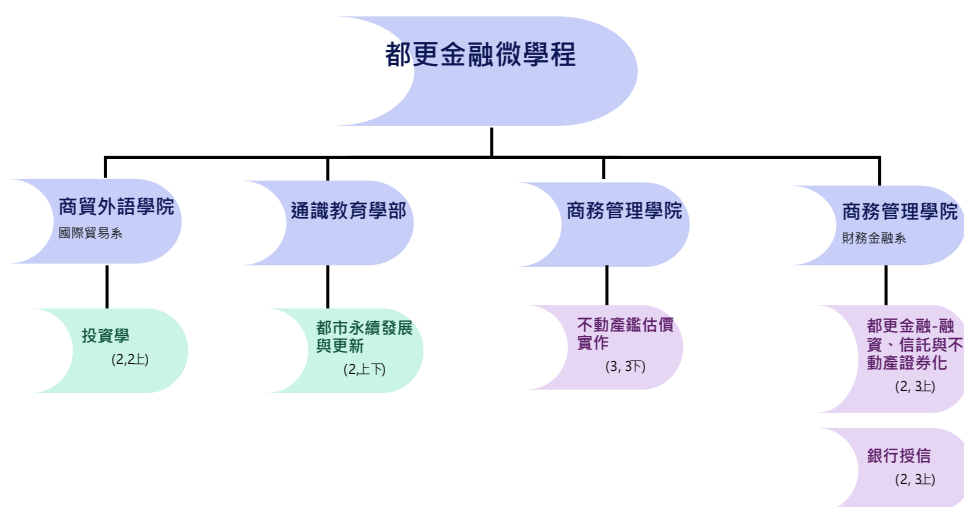 都更金融微學程
商貿外語學院
國際貿易系
投資學
(2,2上)
通識教育學部
都市永續發展
與更新
(2,上下)
商務管理學院
不動產鑑估價
實作
(3, 3下)
商務管理學院
財務金融系
都更金融-融
資、信託與不
動產證券化
(2, 3上)
銀行授信
(2, 3上)